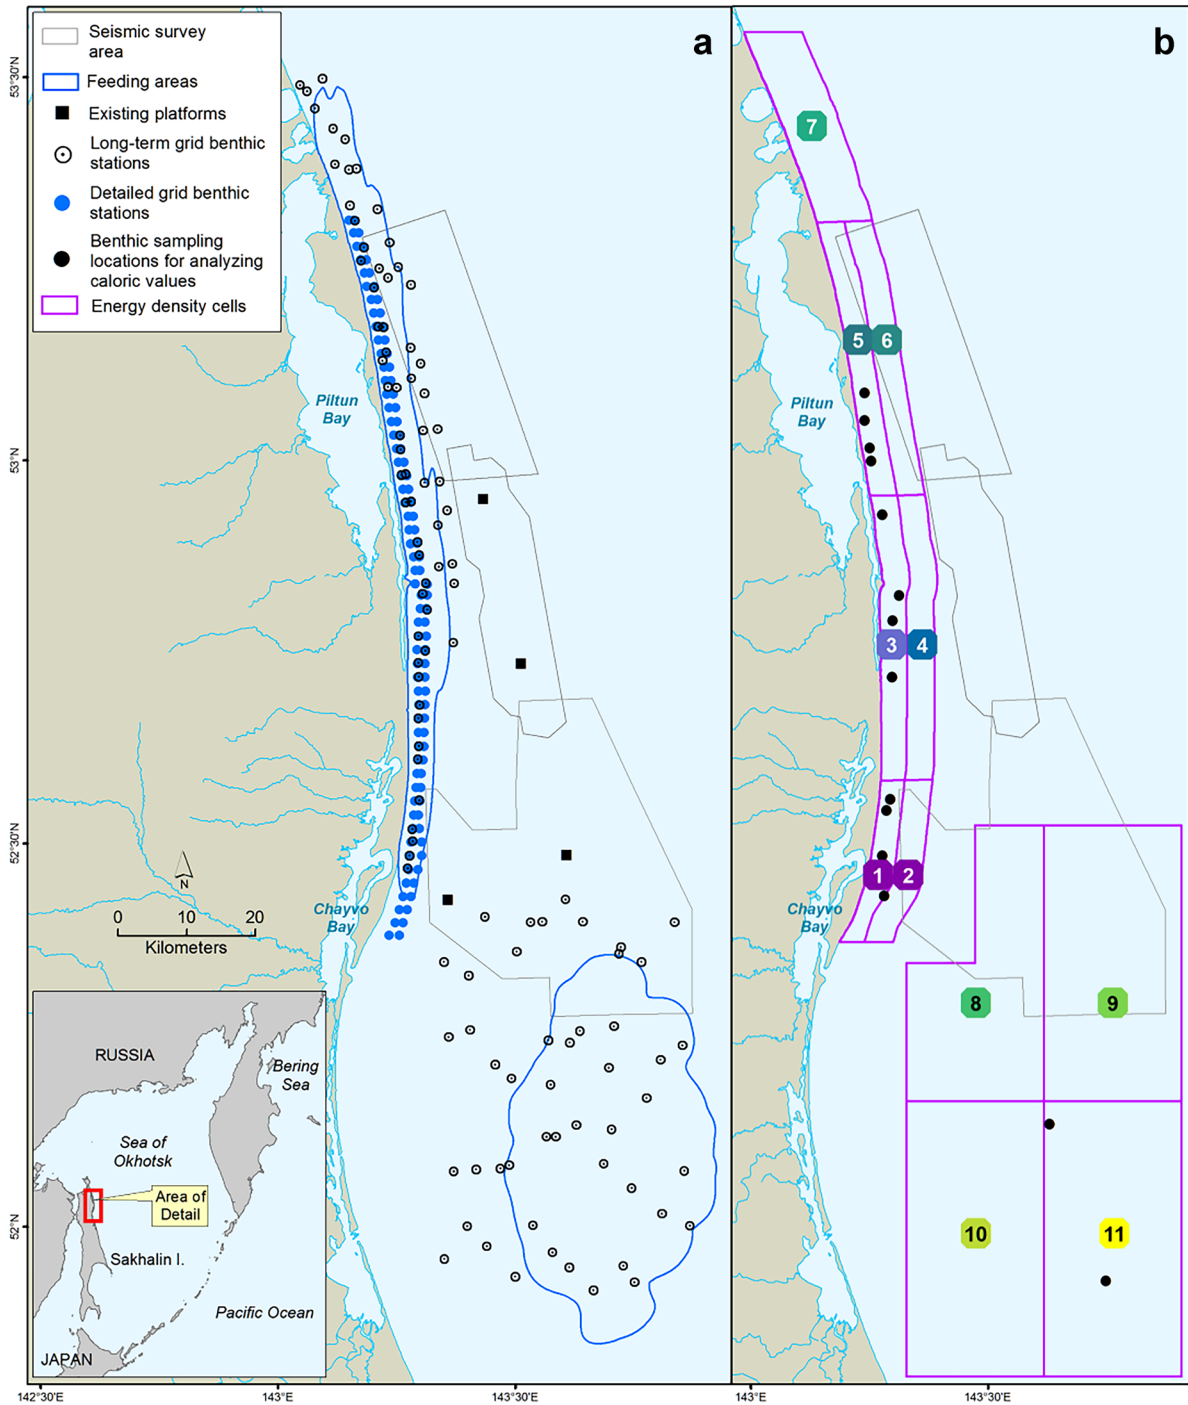 a
b
Seismic survey
area
Feeding areas
Existing platforms
Long-term grid benthic
stations
Detailed grid benthic
stations
Benthic sampling
locations for analyzing
caloric values
Energy density cells
53°30'N
53°N
52°30'N
52°N
Piltun
Bay
Chayvo
Bay
N
0 10 20
Kilometers
RUSSIA
Bering
Sea
Sea of
Okhotsk
Area of
Detail
Sakhalin I.
Pacific Ocean
JAPAN
142°30'E
143°E
143°30'E
7
5 6
Piltun
Bay
3 4
1 2
Chayvo
Bay
8 9
10 11
143°E
143°30'E